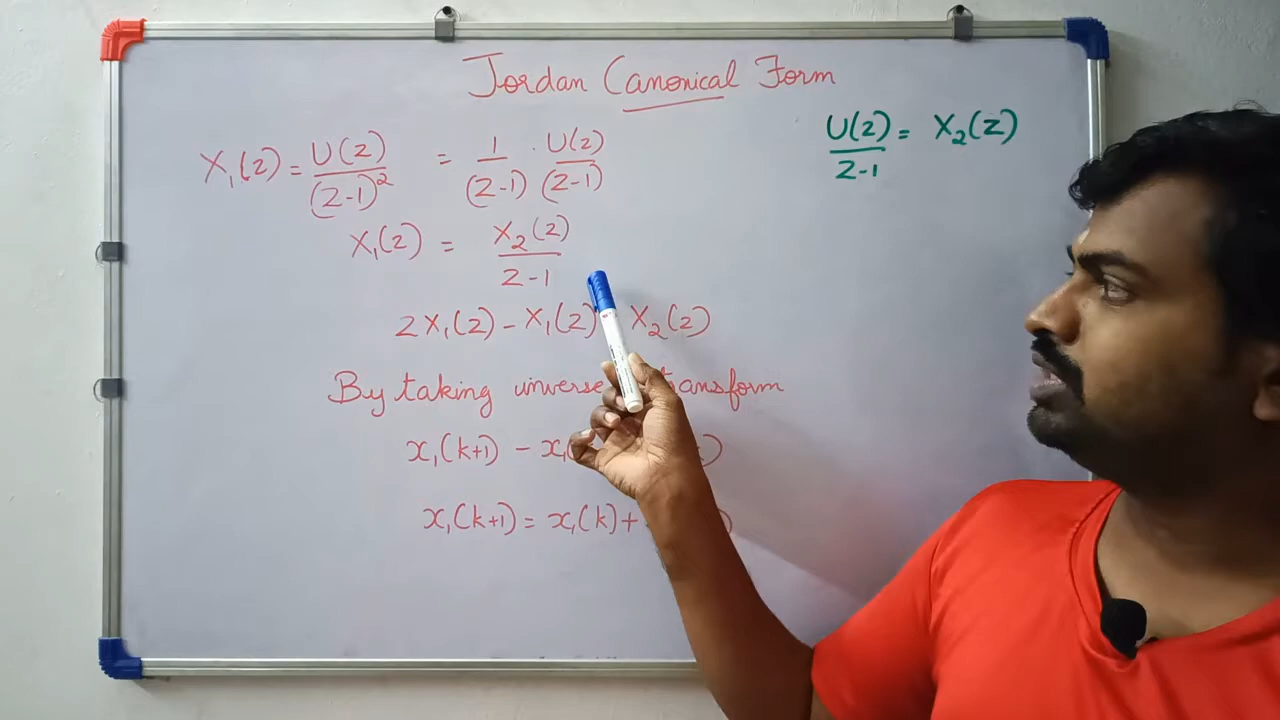 Jordan Canonical Form
X₁(z) = U(z)/(z-1)² = 1/(z-1) . U(z)/(z-1)
U(z)/z-1 = X₂(z)
X₁(z) = X₂(z)/z-1
zX₁(z) - X₁(z) X₂(z)
By taking inverse transform
x₁(k+1) - x₁(
x₁(k+1) = x₁(k) +